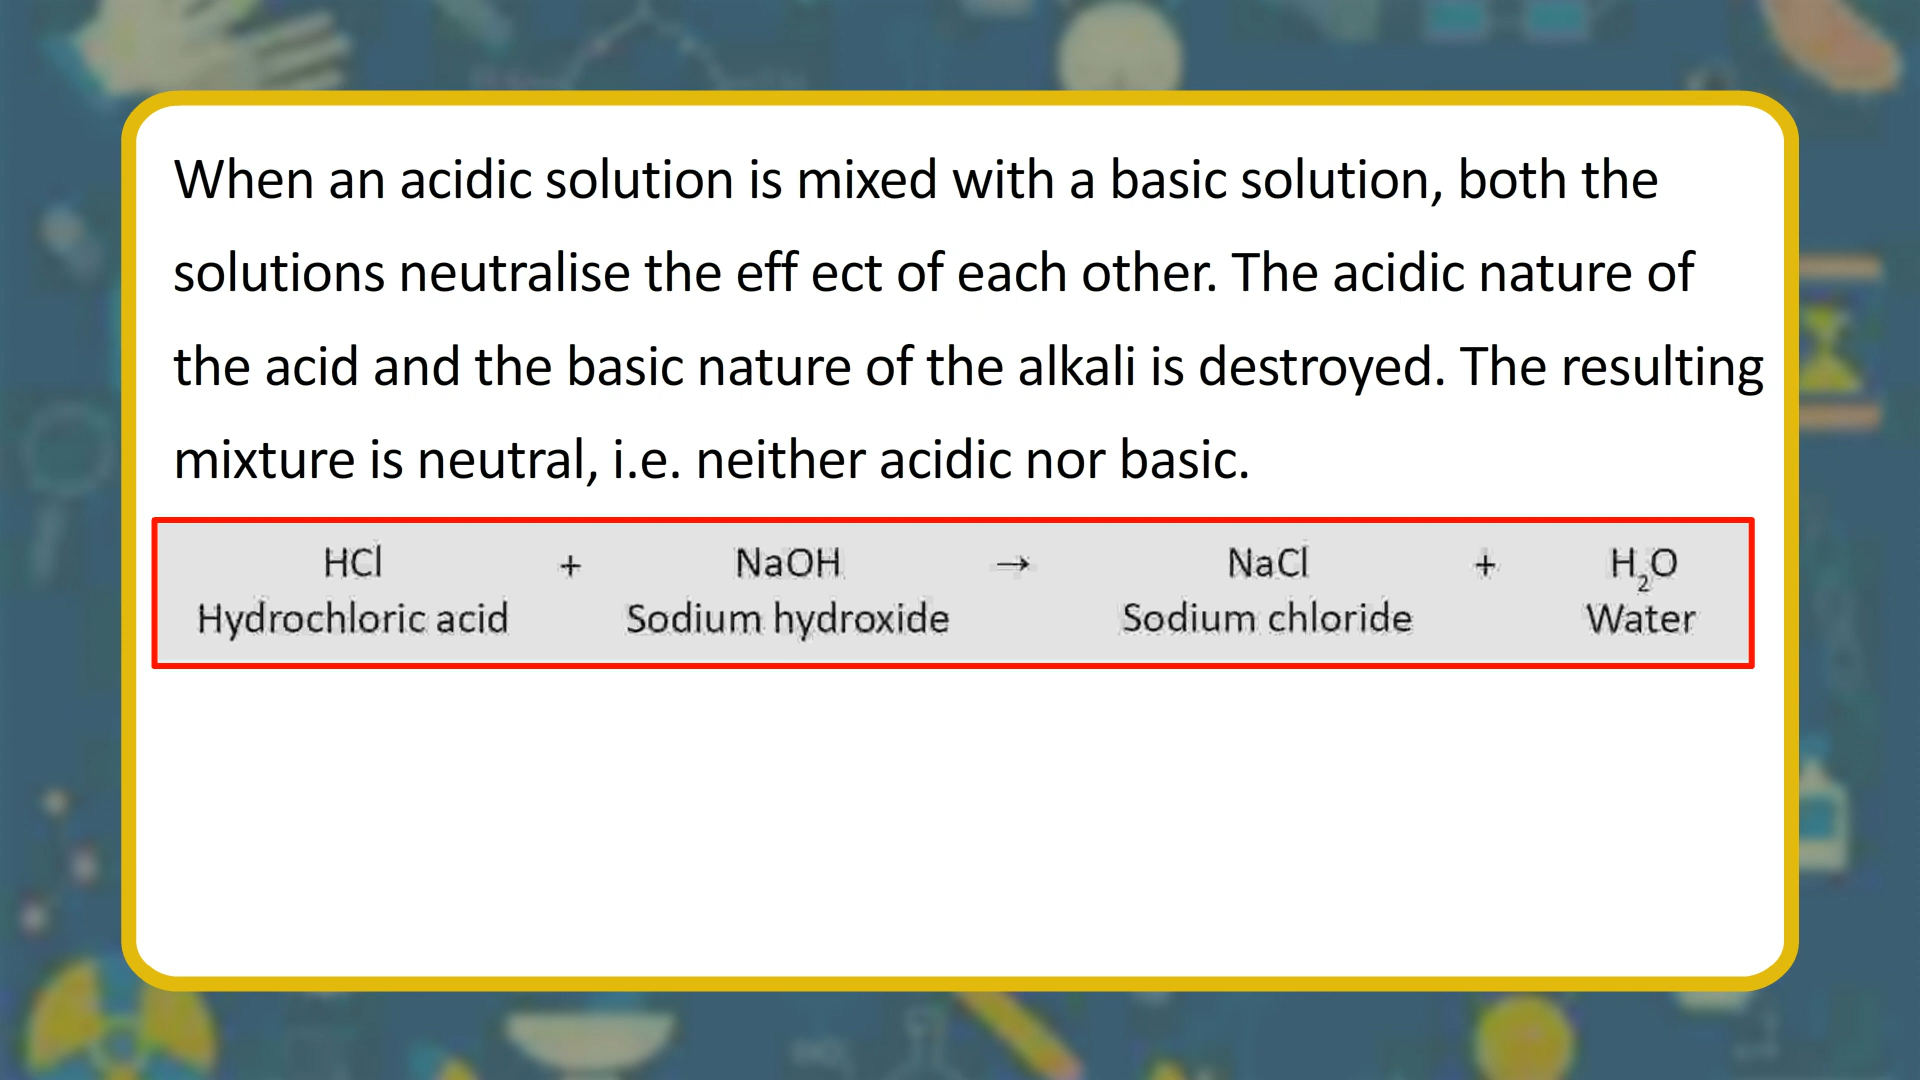 When an acidic solution is mixed with a basic solution, both the
solutions neutralise the eff ect of each other. The acidic nature of
the acid and the basic nature of the alkali is destroyed. The resulting
mixture is neutral, i.e. neither acidic nor basic.
HCl + NaOH → NaCl + H₂O
Hydrochloric acid Sodium hydroxide Sodium chloride Water